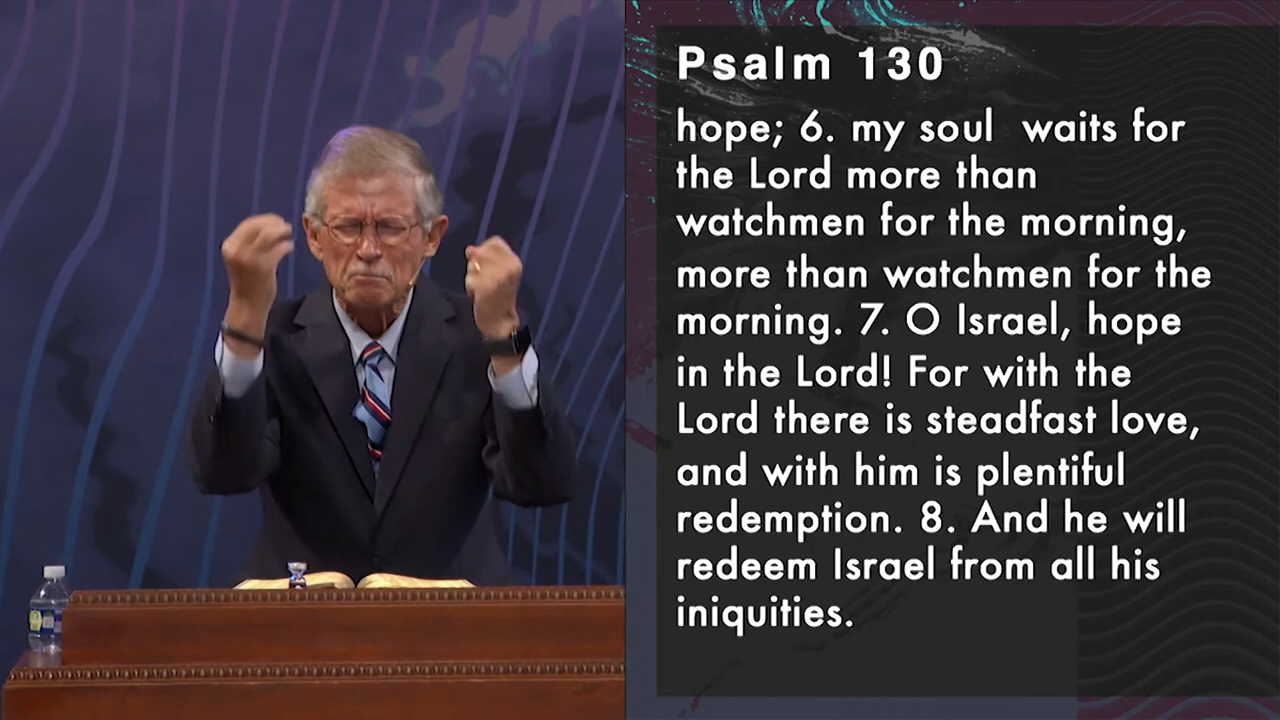 Psalm 130
hope; 6. my soul  waits for
the Lord more than
watchmen for the morning,
more than watchmen for the
morning. 7. O Israel, hope
in the Lord! For with the
Lord there is steadfast love,
and with him is plentiful
redemption. 8. And he will
redeem Israel from all his
iniquities.